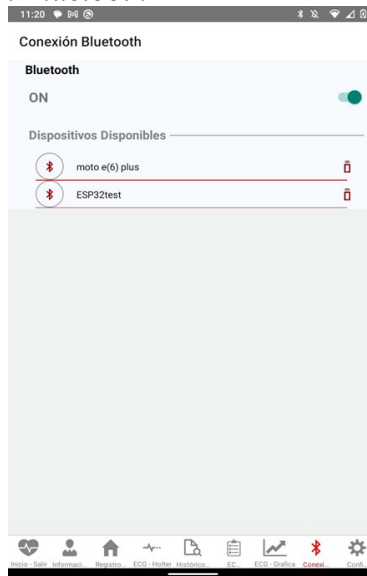 11:20
Conexión Bluetooth
Bluetooth
ON
Dispositivos Disponibles
moto e(6) plus
ESP32test
Inicio - Salir Informaci... Registro... ECG - Holter Histórico... EC... ECG - Grafica Conexi... Confi...